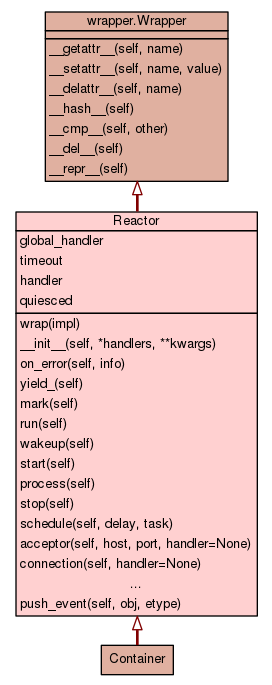 wrapper.Wrapper
__getattr__(self, name)
__setattr__(self, name, value)
__delattr__(self, name)
__hash__(self)
__cmp__(self, other)
__del__(self)
__repr__(self)
Reactor
global_handler
timeout
handler
quiesced
wrap(impl)
__init__(self, *handlers, **kwargs)
on_error(self, info)
yield_(self)
mark(self)
run(self)
wakeup(self)
start(self)
process(self)
stop(self)
schedule(self, delay, task)
acceptor(self, host, port, handler=None)
connection(self, handler=None)
...
push_event(self, obj, etype)
Container